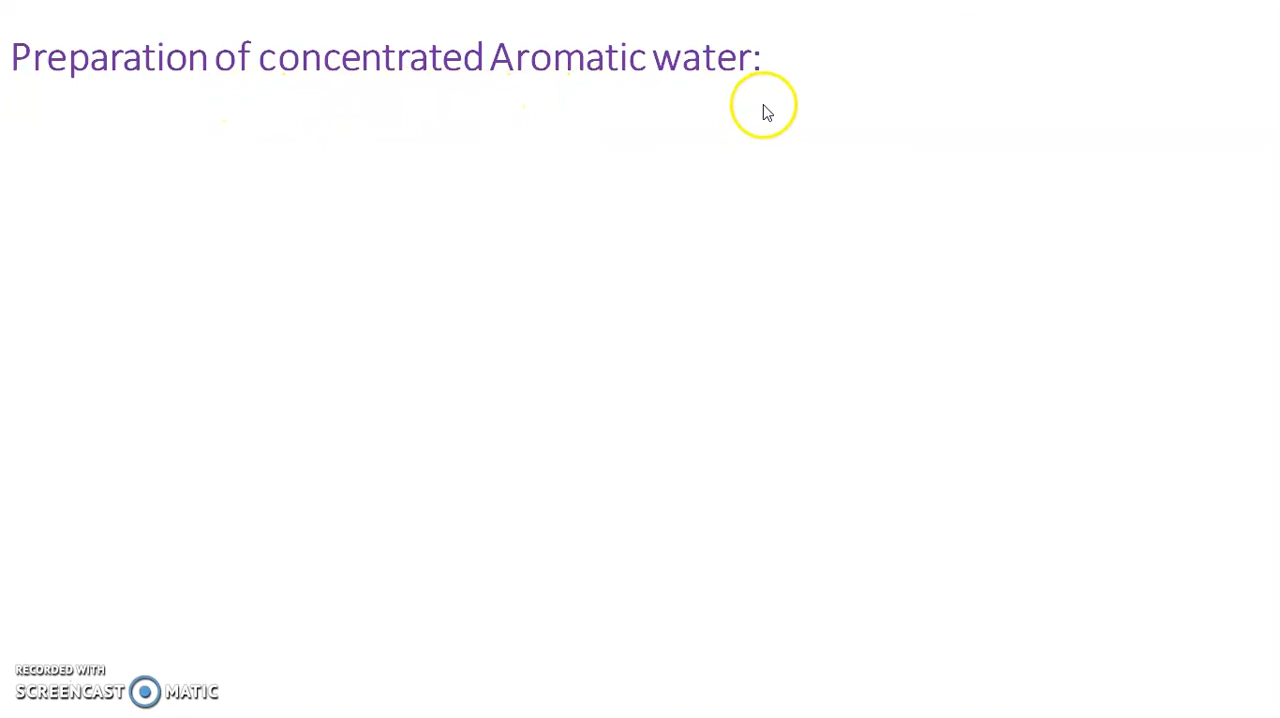 Preparation of concentrated Aromatic water:
RECORDED WITH
SCREENCAST MATIC